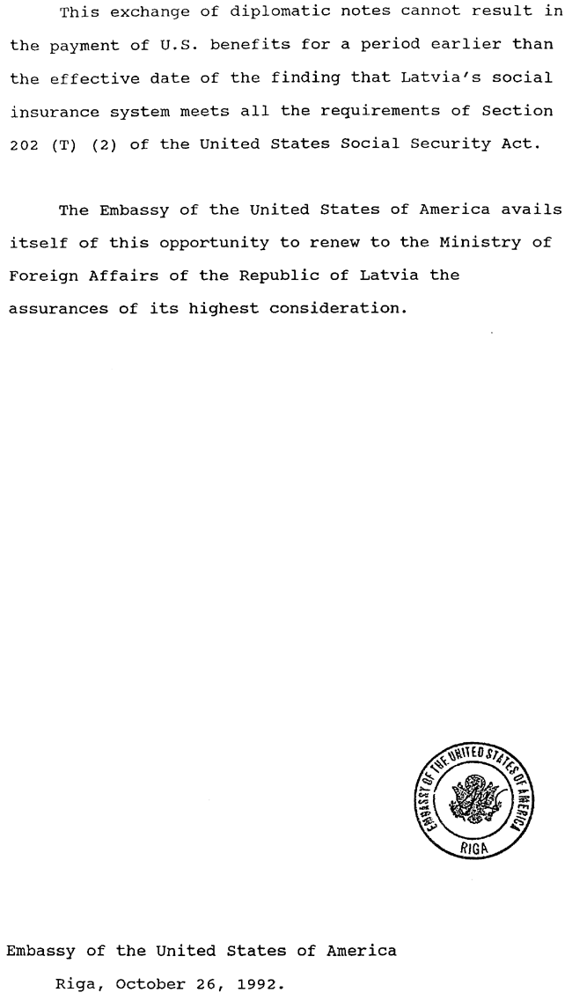 This exchange of diplomatic notes cannot result in
the payment of U.S. benefits for a period earlier than
the effective date of the finding that Latvia's social
insurance system meets all the requirements of Section
202 (T) (2) of the United States Social Security Act.
The Embassy of the United States of America avails
itself of this opportunity to renew to the Ministry of
Foreign Affairs of the Republic of Latvia the
assurances of its highest consideration.
EMBASSY OF THE UNITED STATES OF AMERICA
RIGA
Embassy of the United States of America
Riga, October 26, 1992.